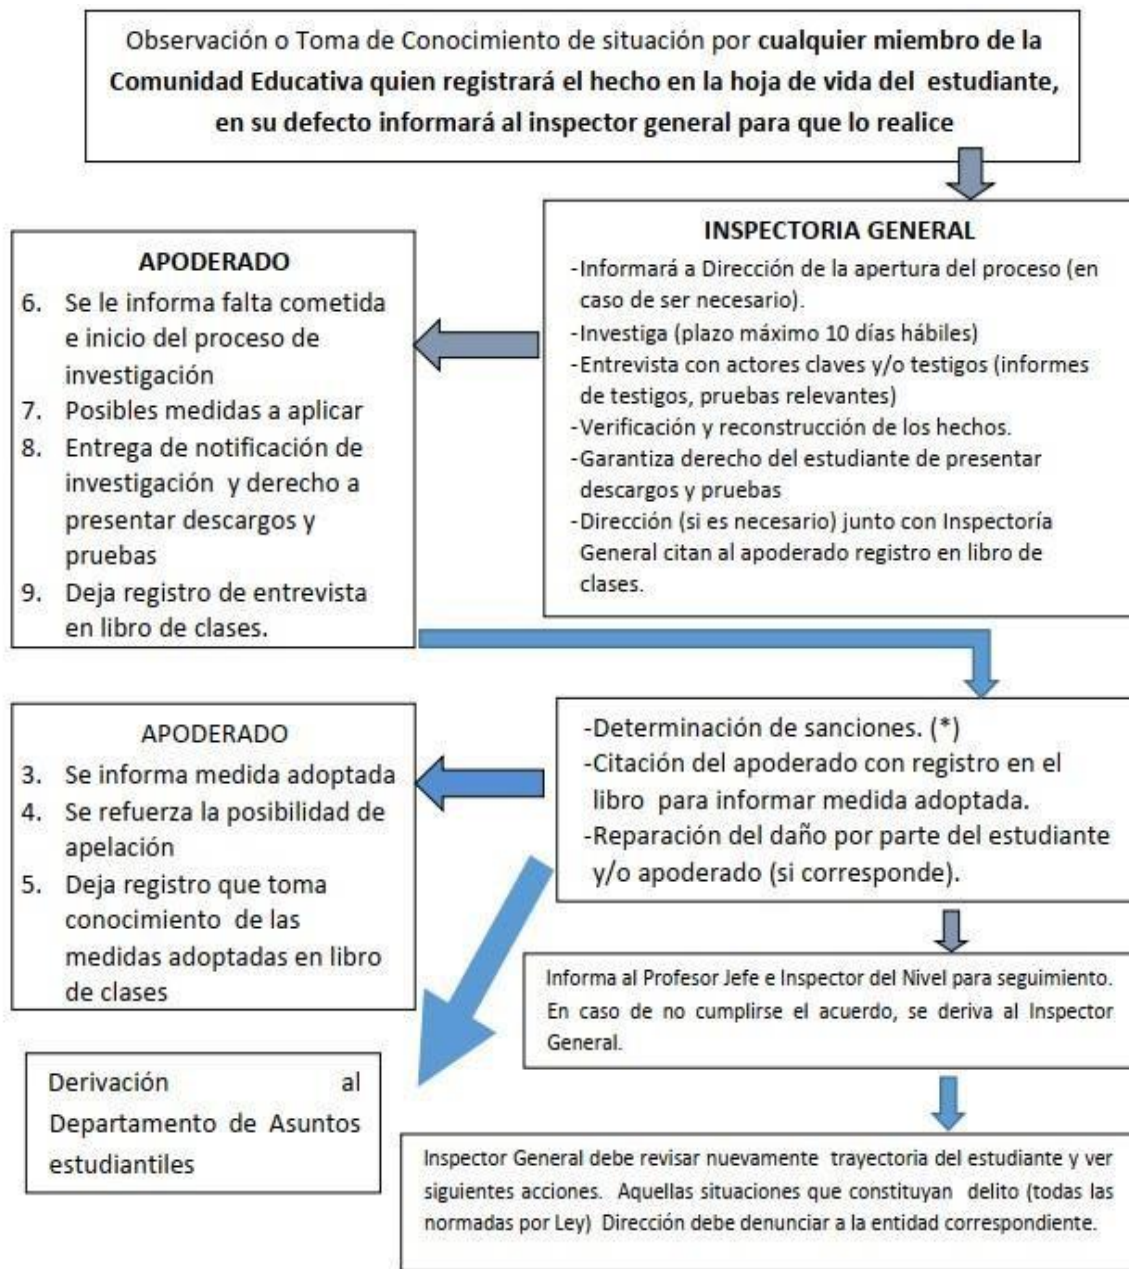 Observación o Toma de Conocimiento de situación por cualquier miembro de la
Comunidad Educativa quien registrará el hecho en la hoja de vida del estudiante,
en su defecto informará al inspector general para que lo realice
INSPECTORIA GENERAL
-Informará a Dirección de la apertura del proceso (en
caso de ser necesario).
-Investiga (plazo máximo 10 días hábiles)
-Entrevista con actores claves y/o testigos (informes
de testigos, pruebas relevantes)
-Verificación y reconstrucción de los hechos.
-Garantiza derecho del estudiante de presentar
descargos y pruebas
-Dirección (si es necesario) junto con Inspectoría
General citan al apoderado registro en libro de
clases.
APODERADO
6. Se le informa falta cometida
e inicio del proceso de
investigación
7. Posibles medidas a aplicar
8. Entrega de notificación de
investigación y derecho a
presentar descargos y
pruebas
9. Deja registro de entrevista
en libro de clases.
-Determinación de sanciones. (*)
-Citación del apoderado con registro en el
libro para informar medida adoptada.
-Reparación del daño por parte del estudiante
y/o apoderado (si corresponde).
APODERADO
3. Se informa medida adoptada
4. Se refuerza la posibilidad de
apelación
5. Deja registro que toma
conocimiento de las
medidas adoptadas en libro
de clases
Informa al Profesor Jefe e Inspector del Nivel para seguimiento.
En caso de no cumplirse el acuerdo, se deriva al Inspector
General.
Derivación al
Departamento de Asuntos
estudiantiles
Inspector General debe revisar nuevamente trayectoria del estudiante y ver
siguientes acciones. Aquellas situaciones que constituyan delito (todas las
normadas por Ley) Dirección debe denunciar a la entidad correspondiente.